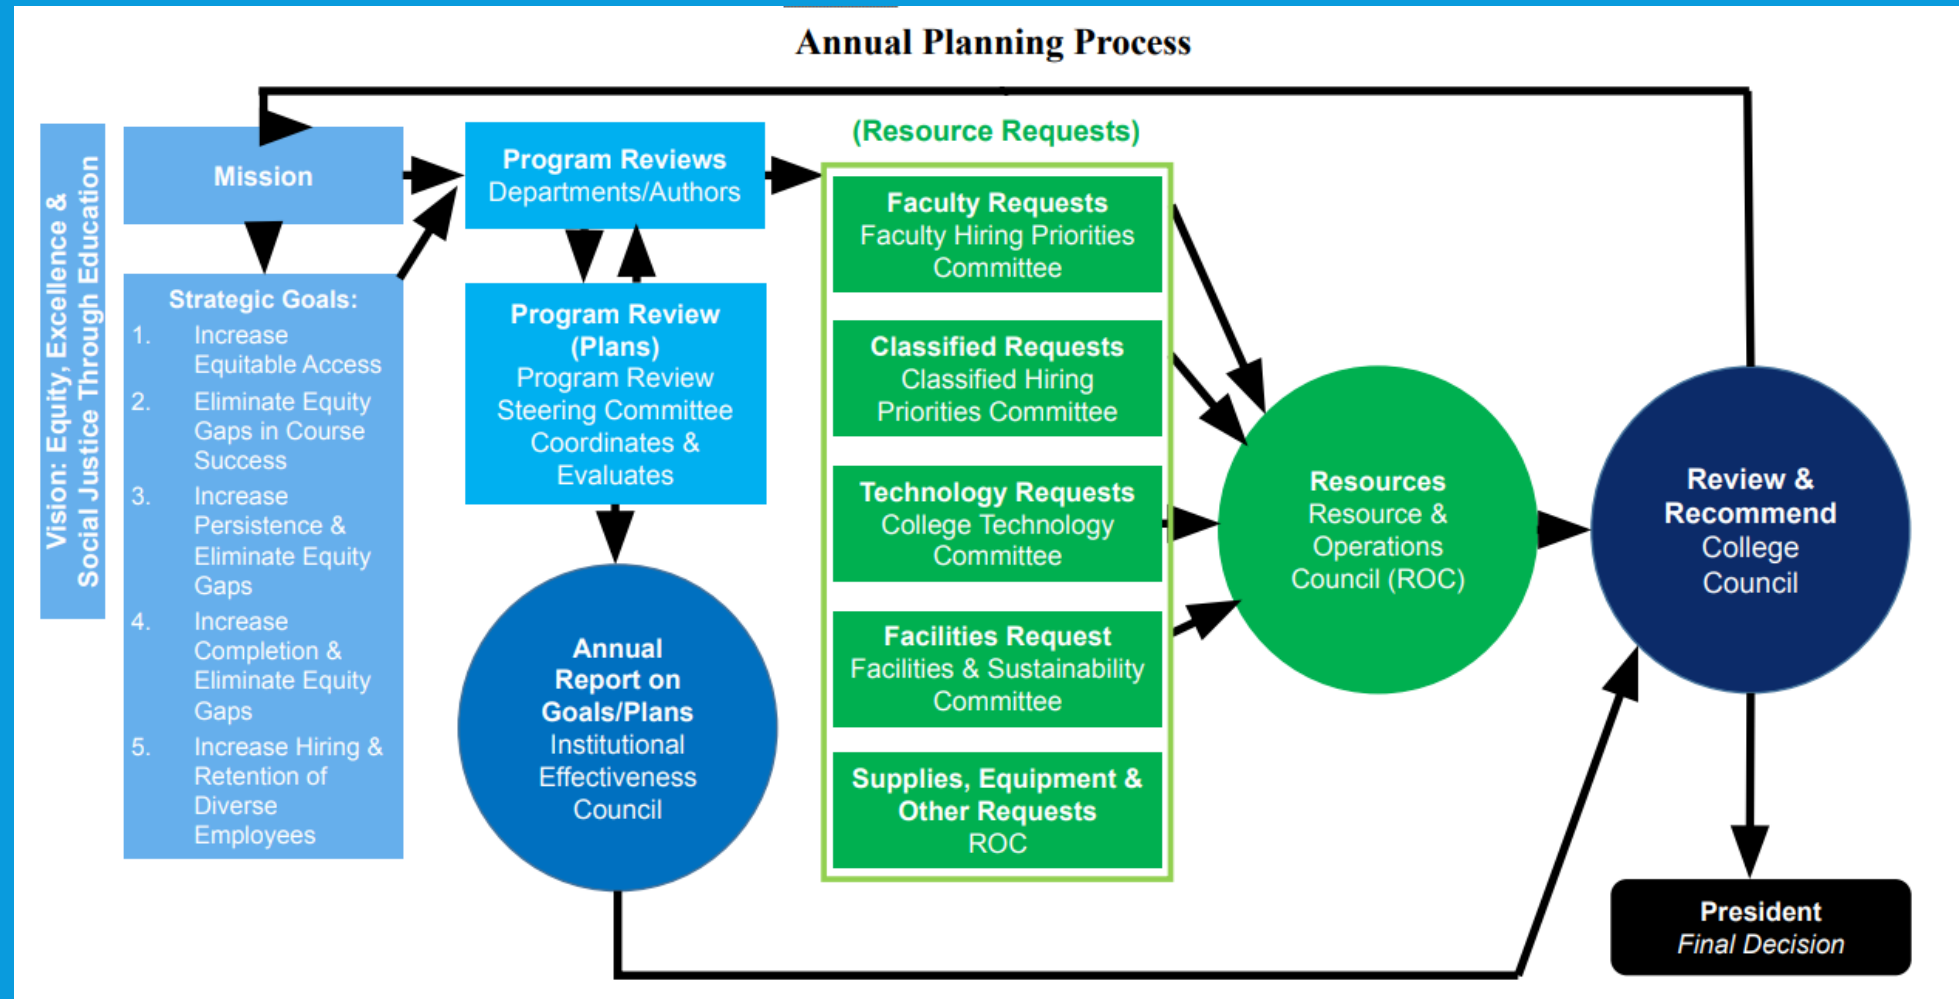 Annual Planning Process
Vision: Equity, Excellence &
Social Justice Through Education
Mission
Strategic Goals:
1. Increase
Equitable Access
2. Eliminate Equity
Gaps in Course
Success
3. Increase
Persistence &
Eliminate Equity
Gaps
4. Increase
Completion &
Eliminate Equity
Gaps
5. Increase Hiring &
Retention of
Diverse
Employees
Program Reviews
Departments/Authors
Program Review
(Plans)
Program Review
Steering Committee
Coordinates &
Evaluates
Annual
Report on
Goals/Plans
Institutional
Effectiveness
Council
(Resource Requests)
Faculty Requests
Faculty Hiring Priorities
Committee
Classified Requests
Classified Hiring
Priorities Committee
Technology Requests
College Technology
Committee
Facilities Request
Facilities & Sustainability
Committee
Supplies, Equipment &
Other Requests
ROC
Resources
Resource &
Operations
Council (ROC)
Review &
Recommend
College
Council
President
Final Decision